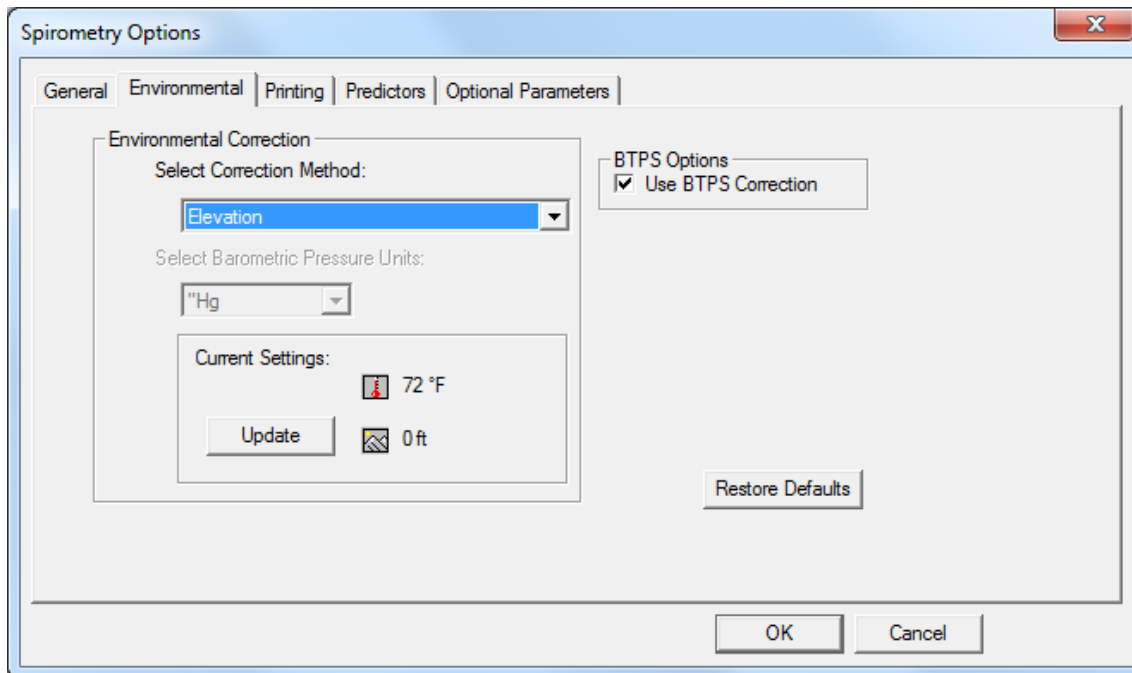 Spirometry Options
General Environmental Printing Predictors Optional Parameters
Environmental Correction
Select Correction Method:
Elevation
Select Barometric Pressure Units:
"Hg
Current Settings:
72 °F
Update
0 ft
BTPS Options
Use BTPS Correction
Restore Defaults
OK Cancel